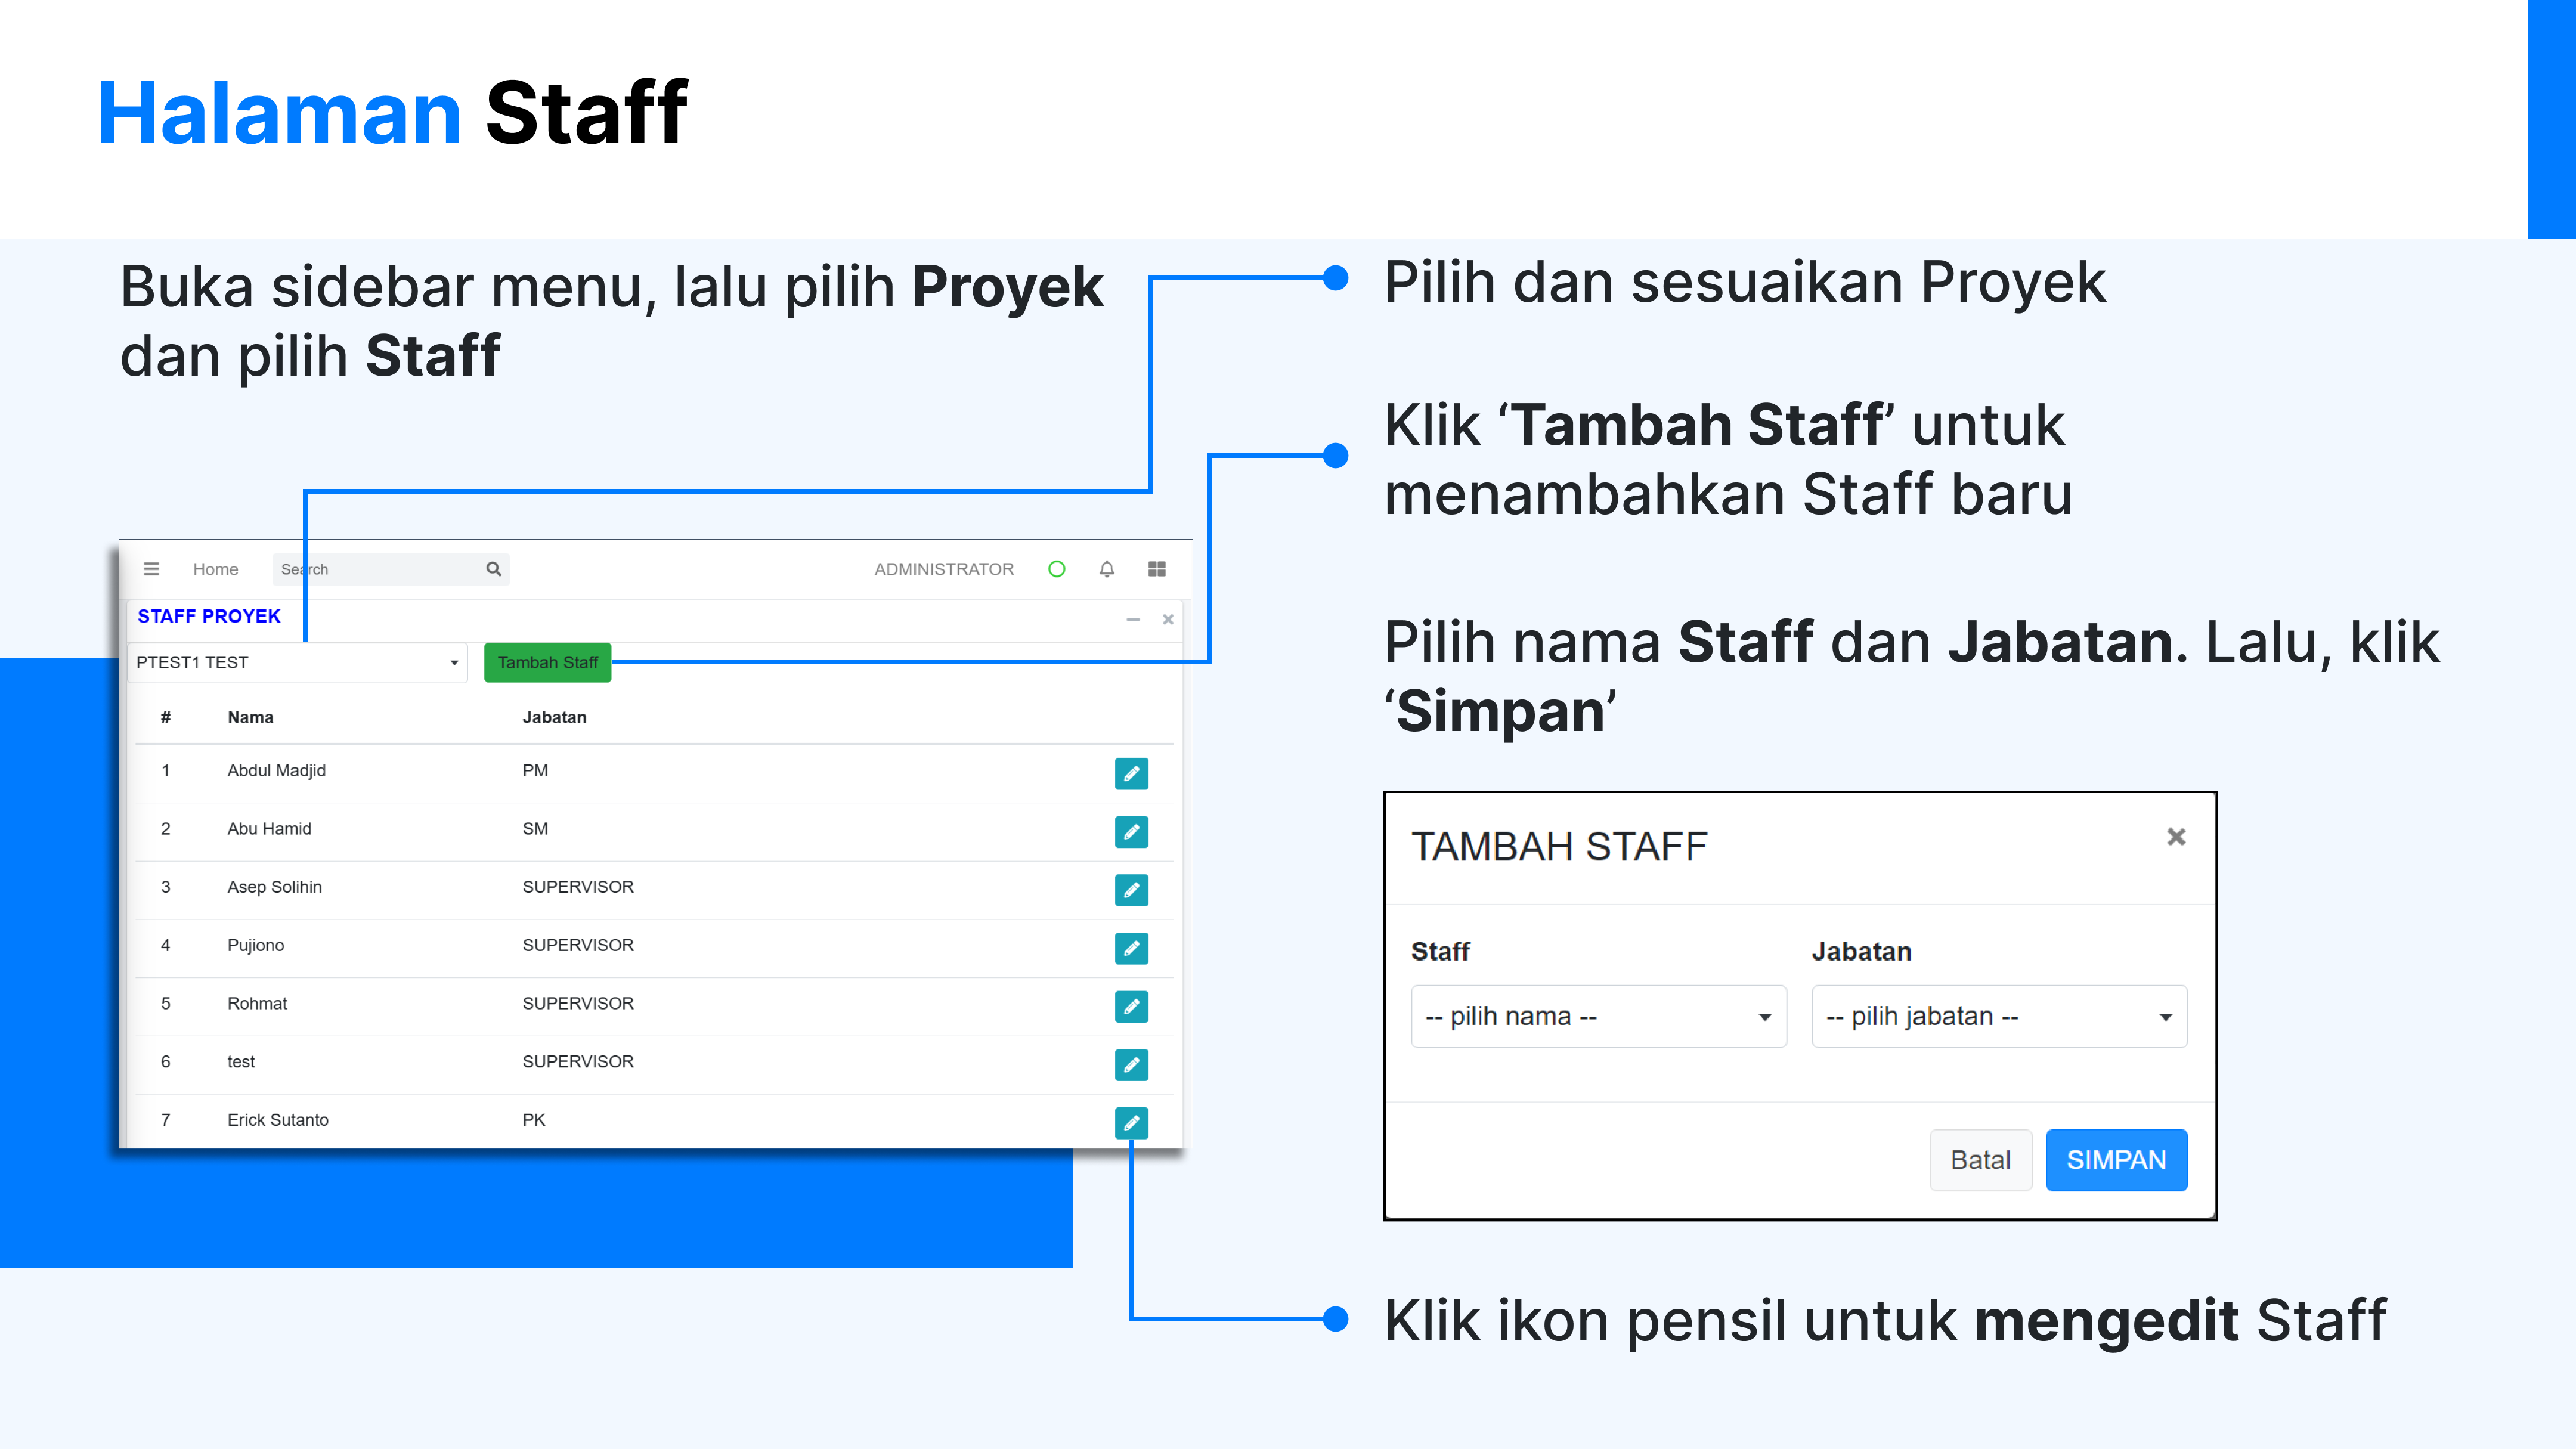 Halaman Staff
Buka sidebar menu, lalu pilih Proyek
dan pilih Staff
Home Search ADMINISTRATOR
STAFF PROYEK
PTEST1 TEST Tambah Staff
# Nama Jabatan
1 Abdul Madjid PM
2 Abu Hamid SM
3 Asep Solihin SUPERVISOR
4 Pujiono SUPERVISOR
5 Rohmat SUPERVISOR
6 test SUPERVISOR
7 Erick Sutanto PK
Pilih dan sesuaikan Proyek
Klik ‘Tambah Staff’ untuk
menambahkan Staff baru
Pilih nama Staff dan Jabatan. Lalu, klik
‘Simpan’
TAMBAH STAFF
Staff Jabatan
-- pilih nama -- -- pilih jabatan --
Batal SIMPAN
Klik ikon pensil untuk mengedit Staff